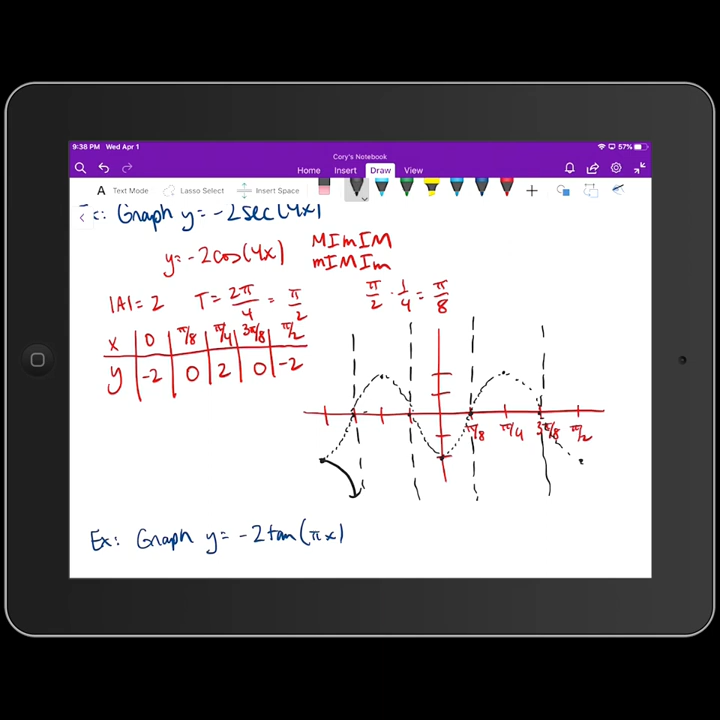 9:38 PM Wed Apr 1
57%
Cory's Notebook
Home Insert Draw View
A Text Mode Lasso Select Insert Space
Graph y = -2sec(4x)
y = -2cos(4x)
MImIM
mIMIm
|A| = 2 T = 2π/4 = π/2
π/2 · 1/4 = π/8
x 0 π/8 π/4 3π/8 π/2
y -2 0 2 0 -2
π/8 π/4 3π/8 π/2
Ex: Graph y = -2tan(πx)